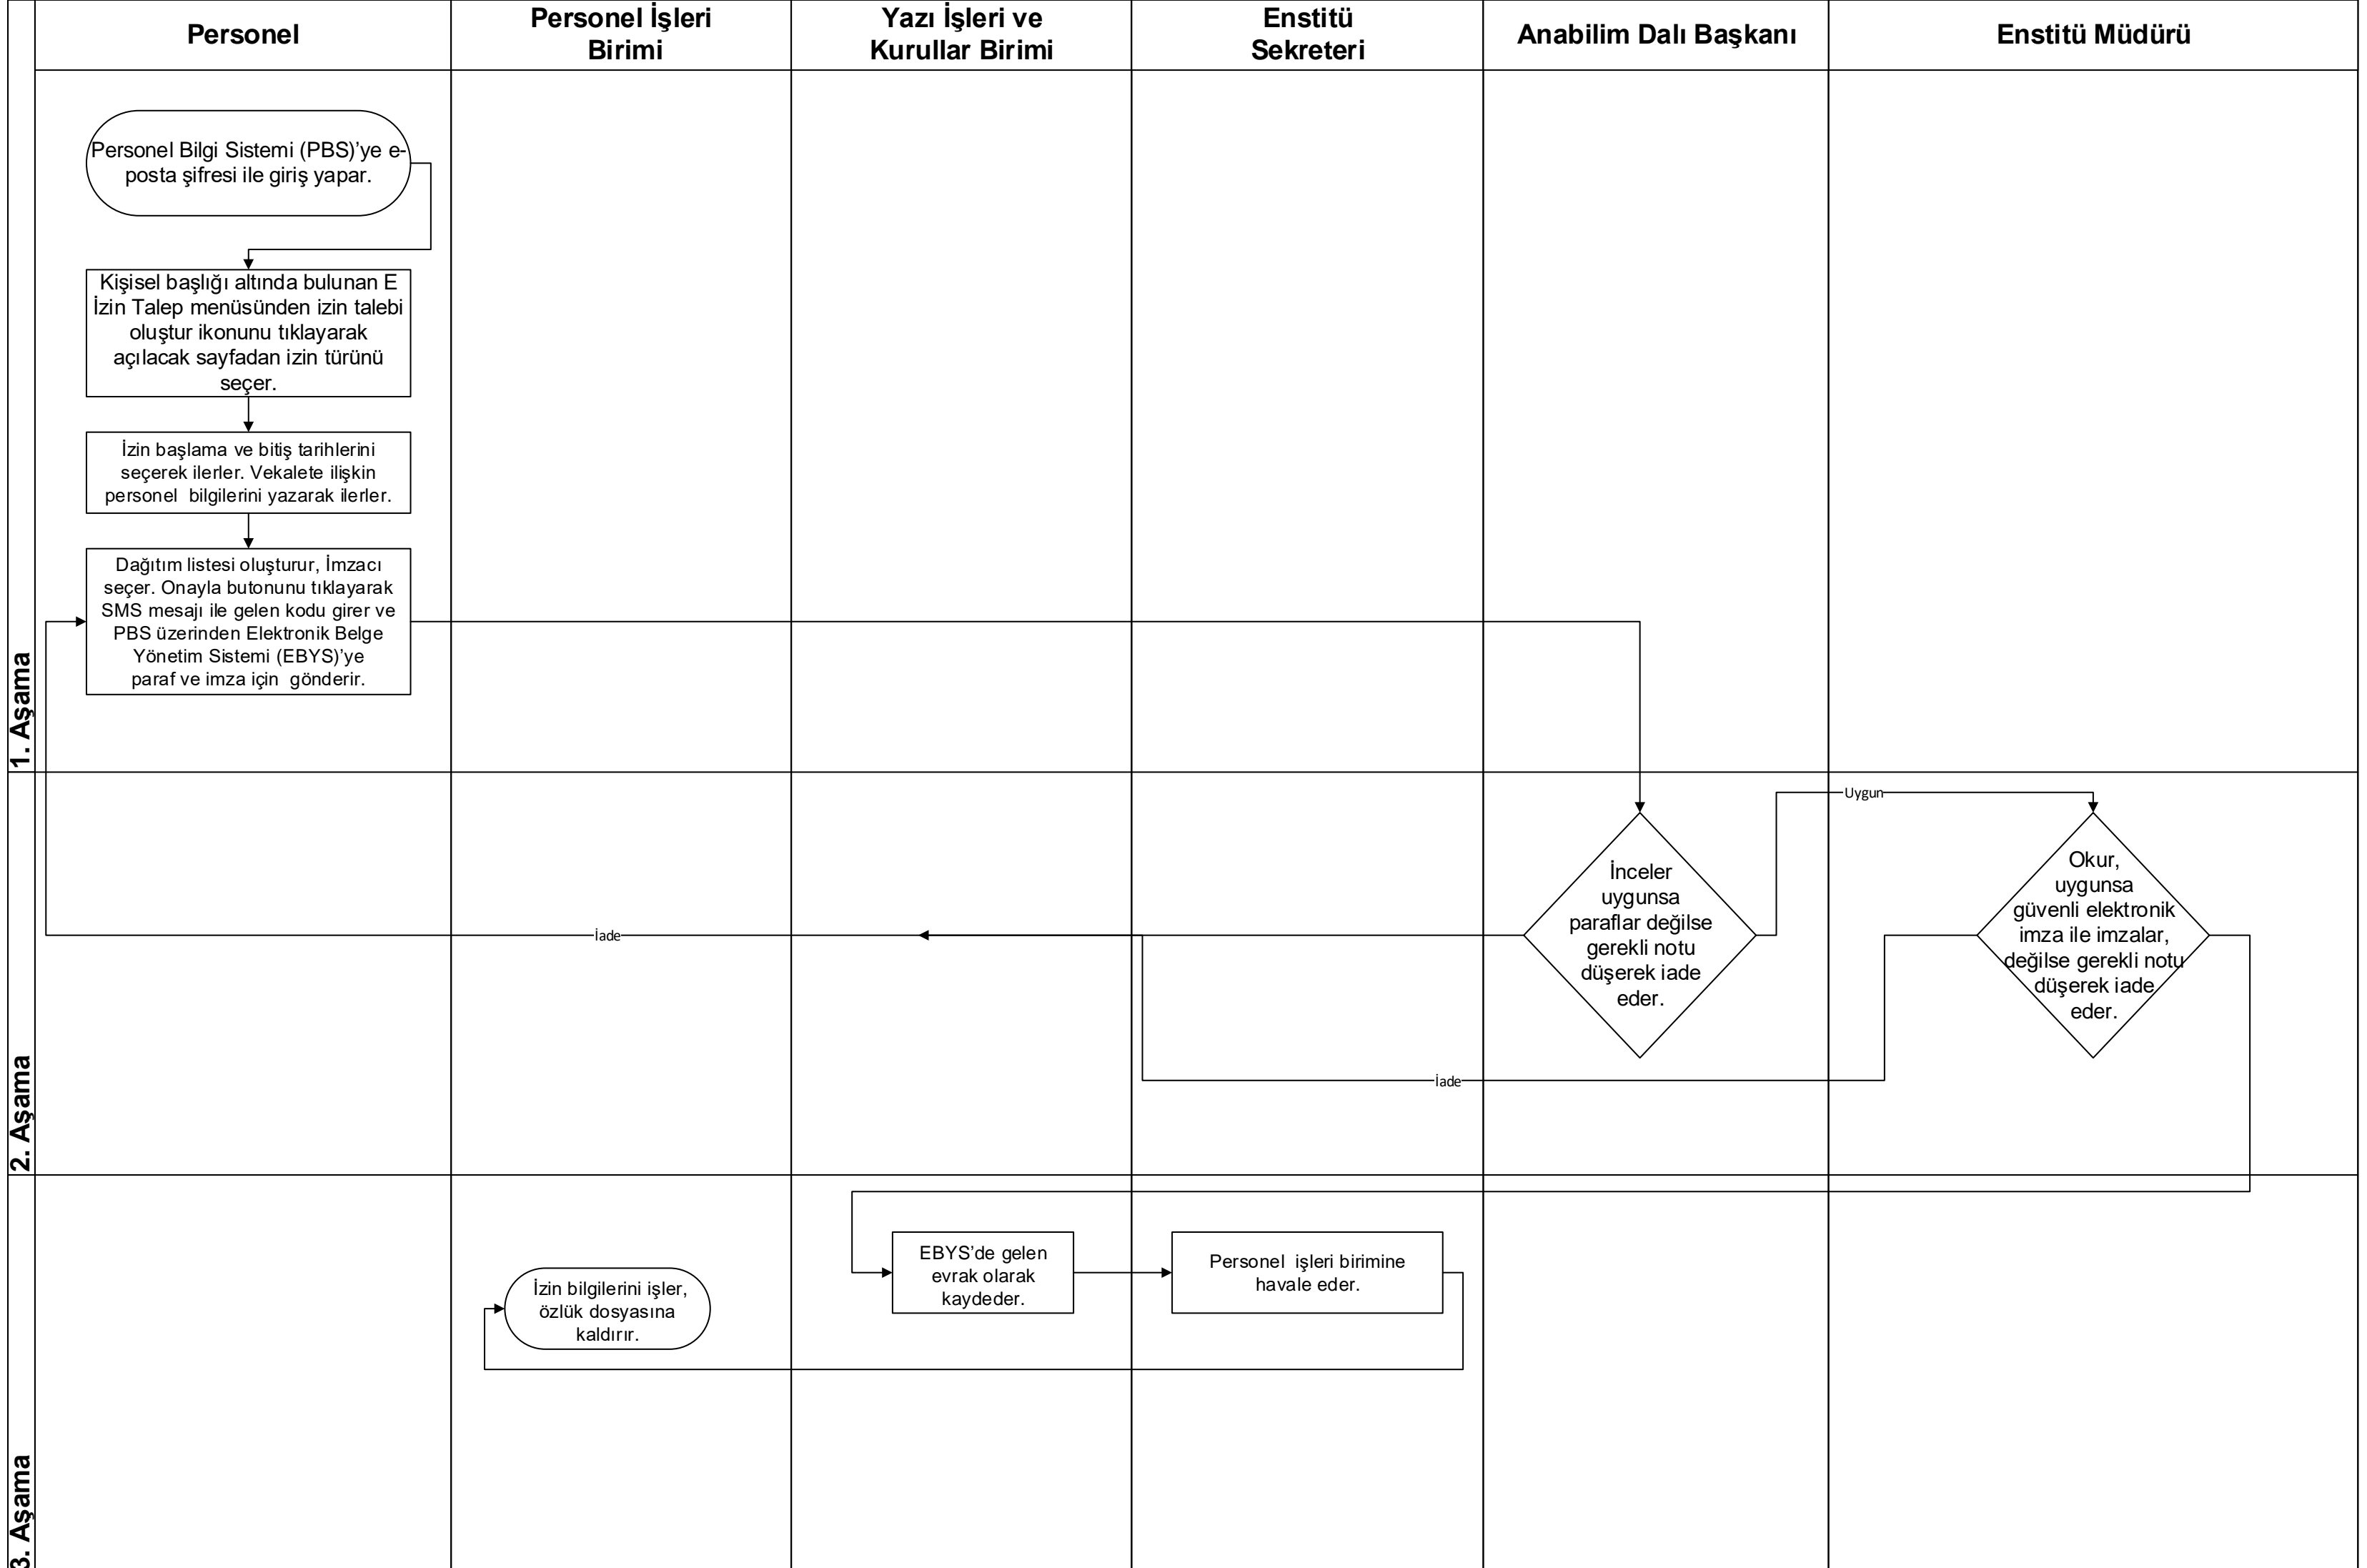 Personel
Personel İşleri
Birimi
Yazı İşleri ve
Kurullar Birimi
Enstitü
Sekreteri
Anabilim Dalı Başkanı
Enstitü Müdürü
1. Aşama
Personel Bilgi Sistemi (PBS)’ye e-
posta şifresi ile giriş yapar.
Kişisel başlığı altında bulunan E
İzin Talep menüsünden izin talebi
oluştur ikonunu tıklayarak
açılacak sayfadan izin türünü
seçer.
İzin başlama ve bitiş tarihlerini
seçerek ilerler. Vekalete ilişkin
personel  bilgilerini yazarak ilerler.
Dağıtım listesi oluşturur, İmzacı
seçer. Onayla butonunu tıklayarak
SMS mesajı ile gelen kodu girer ve
PBS üzerinden Elektronik Belge
Yönetim Sistemi (EBYS)’ye
paraf ve imza için  gönderir.
2. Aşama
Uygun
İnceler
uygunsa
paraflar değilse
gerekli notu
düşerek iade
eder.
Okur,
uygunsa
güvenli elektronik
imza ile imzalar,
değilse gerekli notu
düşerek iade
eder.
İade
İade
3. Aşama
EBYS’de gelen
evrak olarak
kaydeder.
Personel  işleri birimine
havale eder.
İzin bilgilerini işler,
özlük dosyasına
kaldırır.